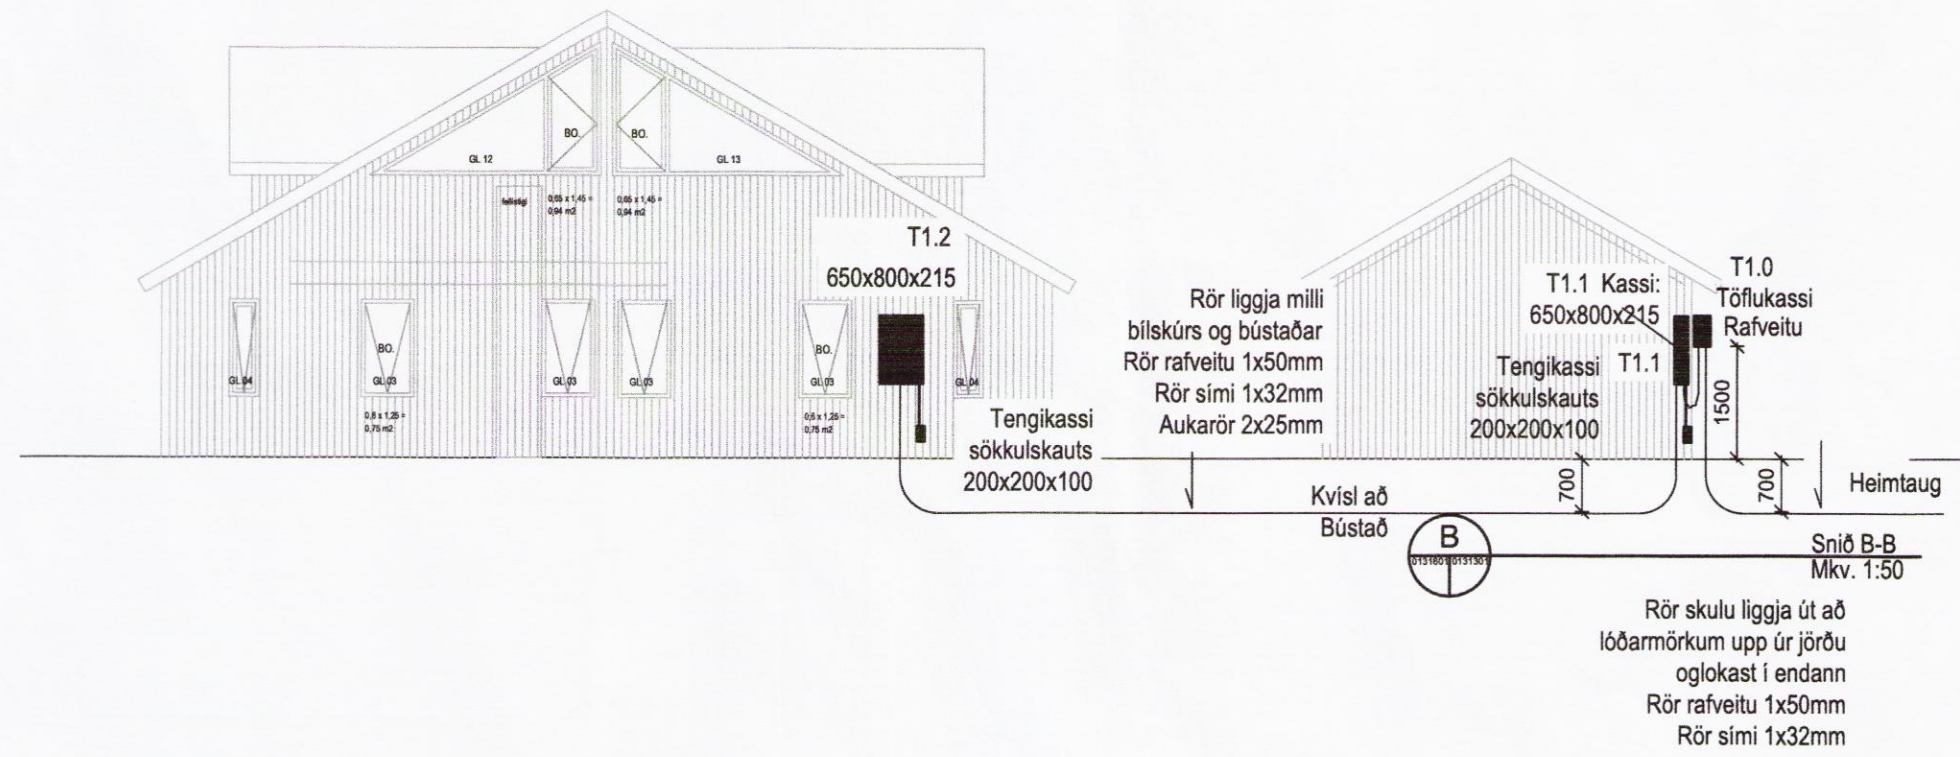 BO.
BO.
GL 12
GL 13
fellistigi
0,65 x 1,45 =
0,94 m2
0,65 x 1,45 =
0,94 m2
T1.2
650x800x215
GL 04
BO.
GL 03
GL 03
GL 03
BO.
GL 03
GL 04
0,6 x 1,25 =
0,75 m2
0,6 x 1,25 =
0,75 m2
Tengikassi
sökkulskauts
200x200x100
Rör liggja milli
bílskúrs og bústaðar
Rör rafveitu 1x50mm
Rör sími 1x32mm
Aukarör 2x25mm
T1.1 Kassi:
650x800x215
T1.0
Töflukassi
Rafveitu
Tengikassi
sökkulskauts
200x200x100
T1.1
1500
700
700
Heimtaug
Kvísl að
Bústað
B
0131601
0131301
Snið B-B
Mkv. 1:50
Rör skulu liggja út að
lóðarmörkum upp úr jörðu
oglokast í endann
Rör rafveitu 1x50mm
Rör sími 1x32mm